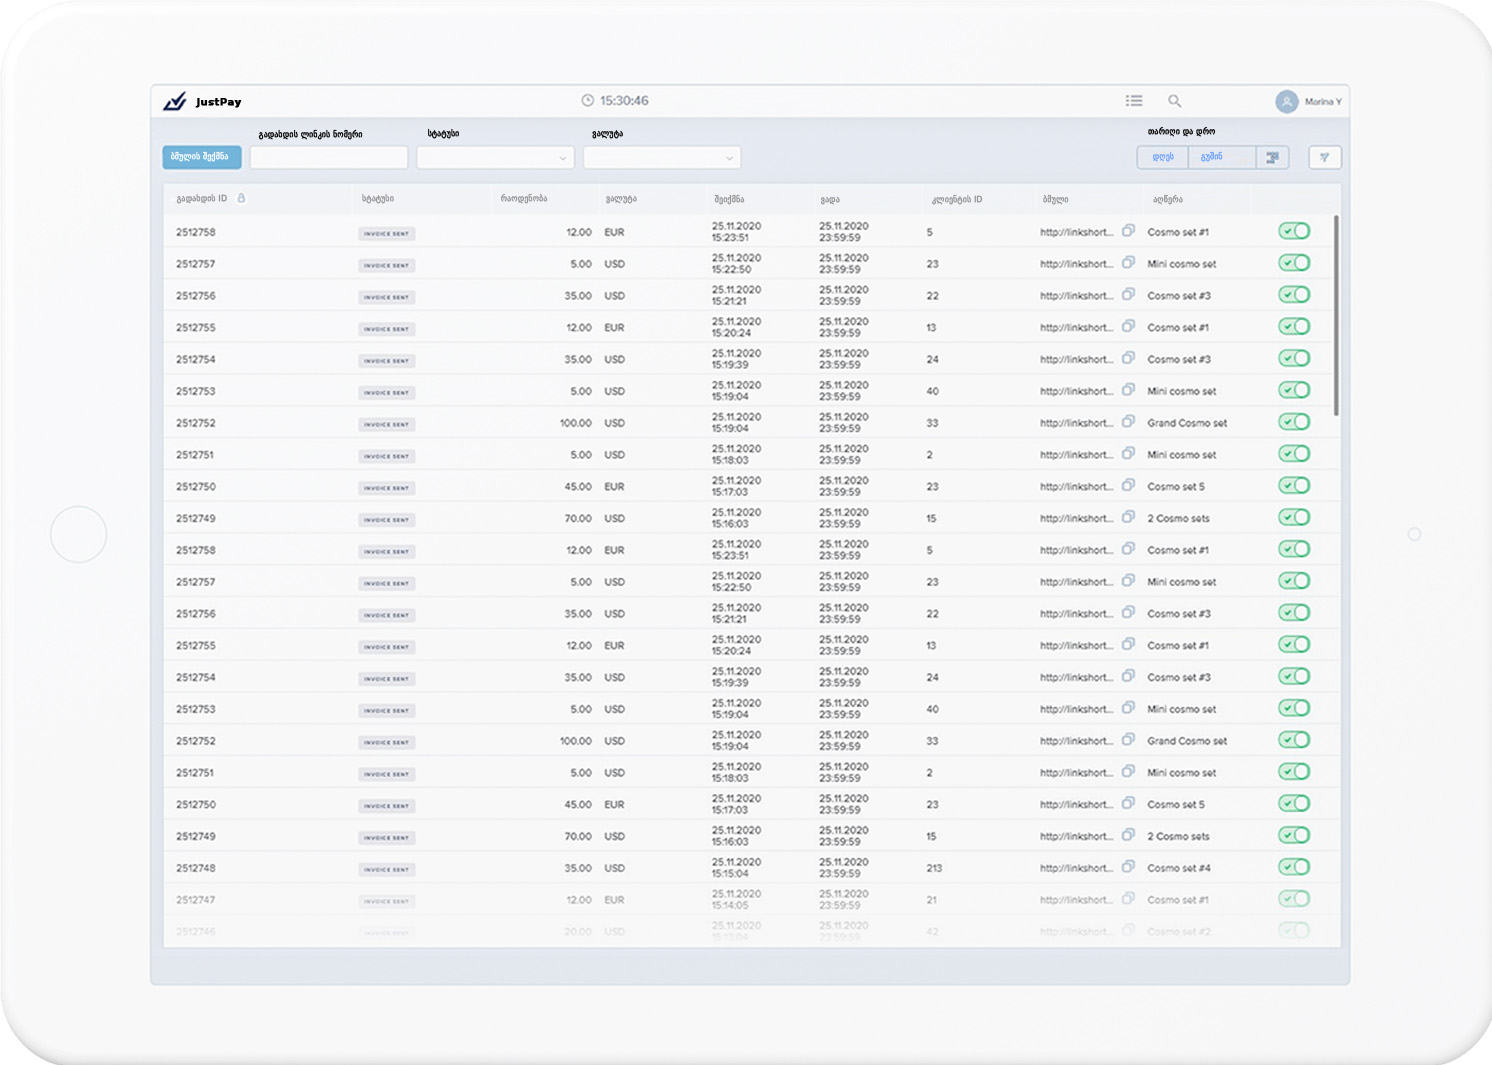 JustPay
15:30:46
Marina Y
გადახდის ლინკის ნომერი
სტატუსი
ვალუტა
თარიღი და დრო
ბმულის შექმნა
დღეს
გუშინ
გადახდის ID
სტატუსი
რაოდენობა
ვალუტა
შეიქმნა
ვადა
კლიენტის ID
ბმული
აღწერა
2512758 INVOICE SENT 12.00 EUR 25.11.2020 15:23:51 25.11.2020 23:59:59 5 http://linkshort... Cosmo set #1
2512757 INVOICE SENT 5.00 USD 25.11.2020 15:22:50 25.11.2020 23:59:59 23 http://linkshort... Mini cosmo set
2512756 INVOICE SENT 35.00 USD 25.11.2020 15:21:21 25.11.2020 23:59:59 22 http://linkshort... Cosmo set #3
2512755 INVOICE SENT 12.00 EUR 25.11.2020 15:20:24 25.11.2020 23:59:59 13 http://linkshort... Cosmo set #1
2512754 INVOICE SENT 35.00 USD 25.11.2020 15:19:39 25.11.2020 23:59:59 24 http://linkshort... Cosmo set #3
2512753 INVOICE SENT 5.00 USD 25.11.2020 15:19:04 25.11.2020 23:59:59 40 http://linkshort... Mini cosmo set
2512752 INVOICE SENT 100.00 USD 25.11.2020 15:19:04 25.11.2020 23:59:59 33 http://linkshort... Grand Cosmo set
2512751 INVOICE SENT 5.00 USD 25.11.2020 15:18:03 25.11.2020 23:59:59 2 http://linkshort... Mini cosmo set
2512750 INVOICE SENT 45.00 EUR 25.11.2020 15:17:03 25.11.2020 23:59:59 23 http://linkshort... Cosmo set 5
2512749 INVOICE SENT 70.00 USD 25.11.2020 15:16:03 25.11.2020 23:59:59 15 http://linkshort... 2 Cosmo sets
2512758 INVOICE SENT 12.00 EUR 25.11.2020 15:23:51 25.11.2020 23:59:59 5 http://linkshort... Cosmo set #1
2512757 INVOICE SENT 5.00 USD 25.11.2020 15:22:50 25.11.2020 23:59:59 23 http://linkshort... Mini cosmo set
2512756 INVOICE SENT 35.00 USD 25.11.2020 15:21:21 25.11.2020 23:59:59 22 http://linkshort... Cosmo set #3
2512755 INVOICE SENT 12.00 EUR 25.11.2020 15:20:24 25.11.2020 23:59:59 13 http://linkshort... Cosmo set #1
2512754 INVOICE SENT 35.00 USD 25.11.2020 15:19:39 25.11.2020 23:59:59 24 http://linkshort... Cosmo set #3
2512753 INVOICE SENT 5.00 USD 25.11.2020 15:19:04 25.11.2020 23:59:59 40 http://linkshort... Mini cosmo set
2512752 INVOICE SENT 100.00 USD 25.11.2020 15:19:04 25.11.2020 23:59:59 33 http://linkshort... Grand Cosmo set
2512751 INVOICE SENT 5.00 USD 25.11.2020 15:18:03 25.11.2020 23:59:59 2 http://linkshort... Mini cosmo set
2512750 INVOICE SENT 45.00 EUR 25.11.2020 15:17:03 25.11.2020 23:59:59 23 http://linkshort... Cosmo set 5
2512749 INVOICE SENT 70.00 USD 25.11.2020 15:16:03 25.11.2020 23:59:59 15 http://linkshort... 2 Cosmo sets
2512748 INVOICE SENT 35.00 USD 25.11.2020 15:15:04 25.11.2020 23:59:59 213 http://linkshort... Cosmo set #4
2512747 INVOICE SENT 12.00 EUR 25.11.2020 15:14:05 25.11.2020 23:59:59 21 http://linkshort... Cosmo set #1
2512746 INVOICE SENT 20.00 USD 25.11.2020 15:13:04 25.11.2020 23:59:59 42 http://linkshort... Cosmo set #2